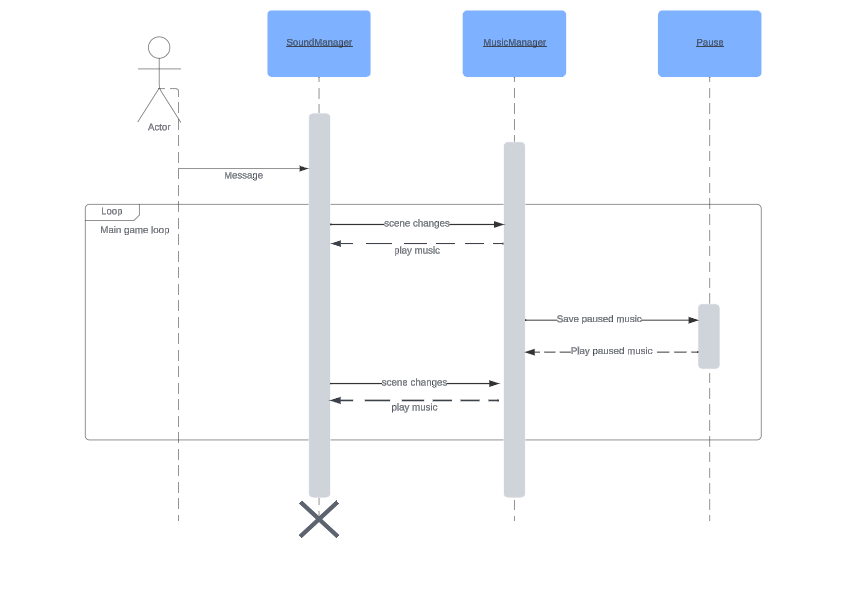 SoundManager
MusicManager
Pause
Actor
Message
Loop
Main game loop
scene changes
play music
Save paused music
Play paused music
scene changes
play music